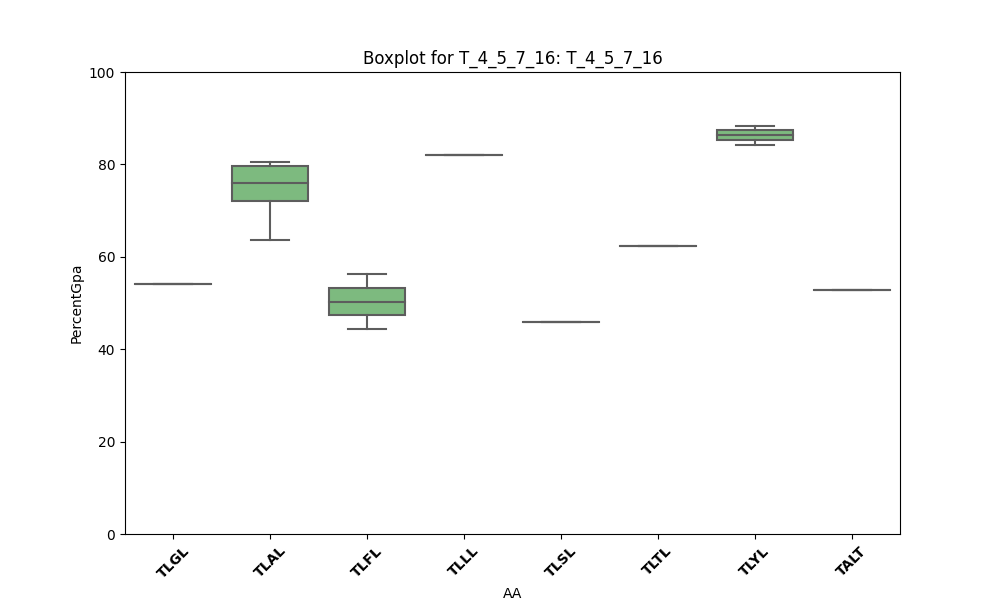 Boxplot for T_4_5_7_16: T_4_5_7_16
100
80
60
40
20
0
PercentGpa
TLGL
TLAL
TLFL
TLLL
TLSL
TLTL
TLYL
TALT
AA